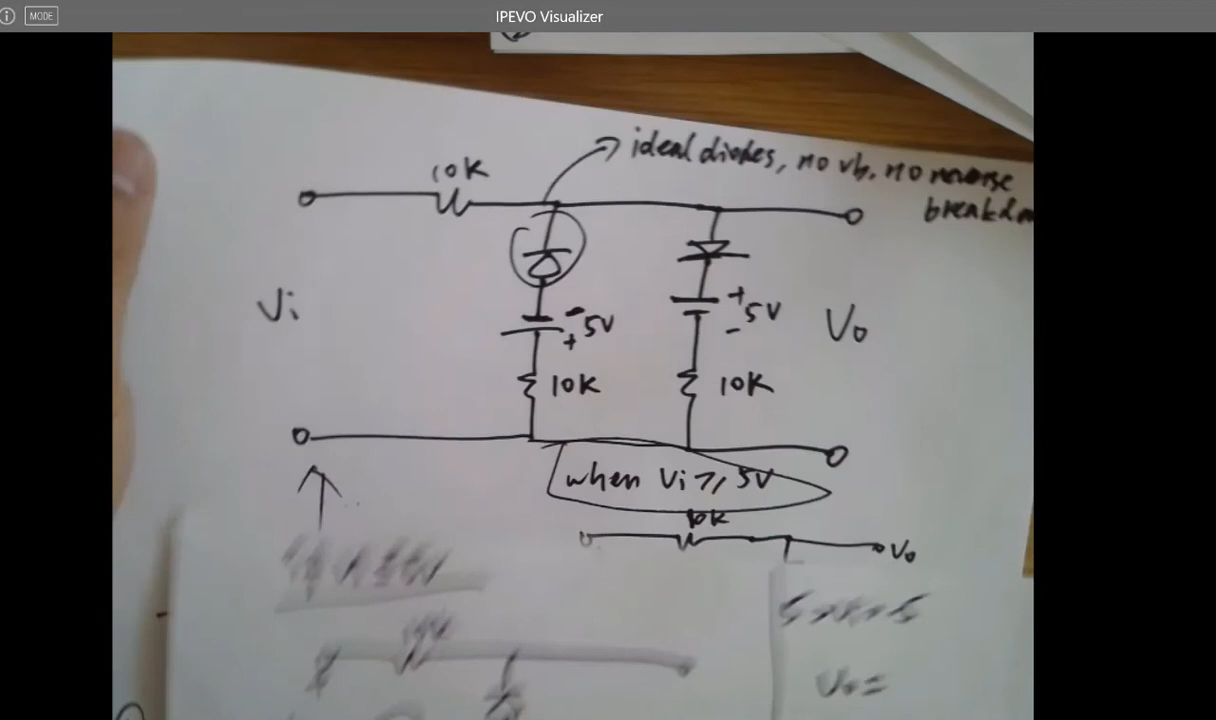 MODE
IPEVO Visualizer
ideal diodes, no vb, no reverse
10K
Vi
- 5V
+
+ 5V
-
Vo
10K
10K
when Vi ⩾ 5V
10K
Vo
Vo =